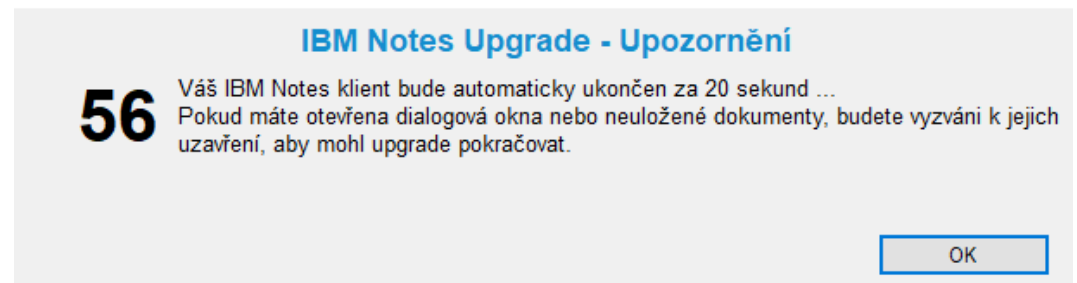 IBM Notes Upgrade - Upozornění
56
Váš IBM Notes klient bude automaticky ukončen za 20 sekund ...
Pokud máte otevřena dialogová okna nebo neuložené dokumenty, budete vyzváni k jejich
uzavření, aby mohl upgrade pokračovat.
OK